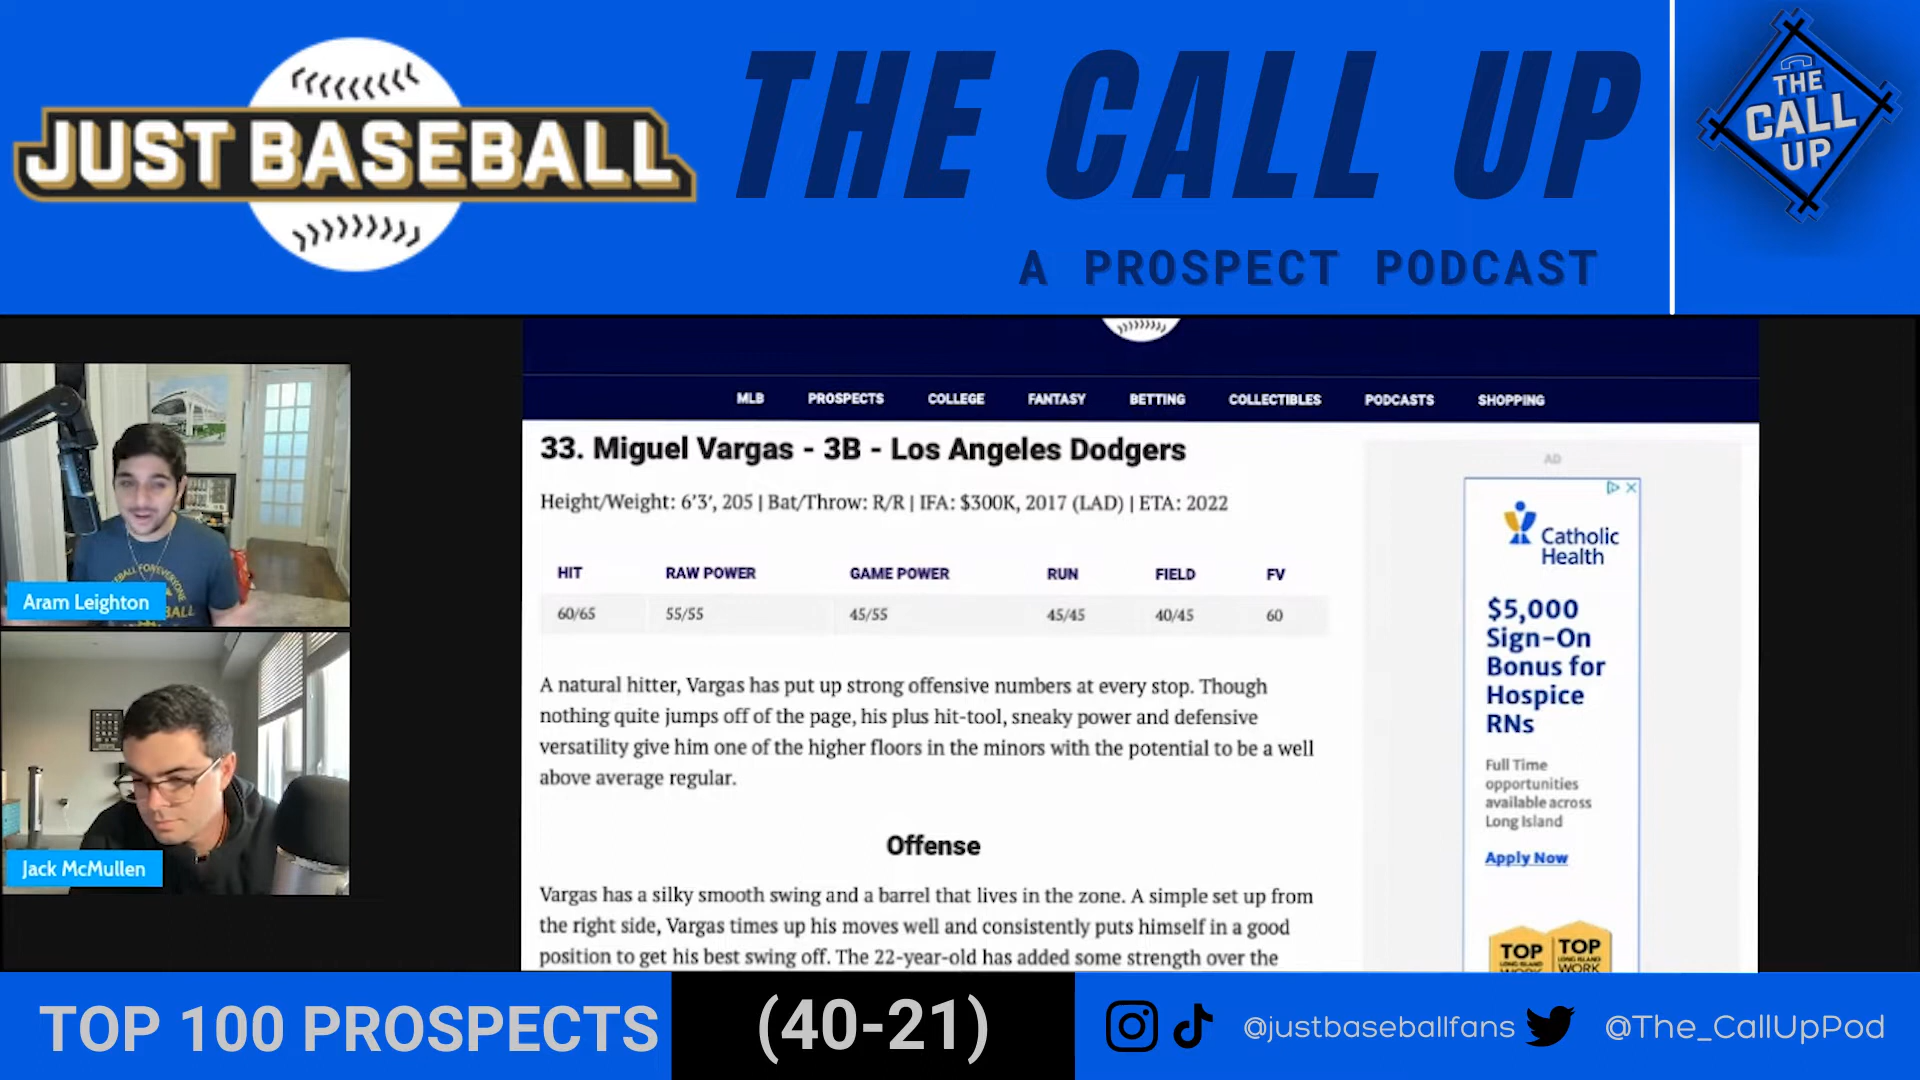 JUST BASEBALL
THE CALL UP
A PROSPECT PODCAST
THE
CALL
UP
MLB PROSPECTS COLLEGE FANTASY BETTING COLLECTIBLES PODCASTS SHOPPING
33. Miguel Vargas - 3B - Los Angeles Dodgers
Height/Weight: 6'3', 205 | Bat/Throw: R/R | IFA: $300K, 2017 (LAD) | ETA: 2022
HIT RAW POWER GAME POWER RUN FIELD FV
60/65 55/55 45/55 45/45 40/45 60
A natural hitter, Vargas has put up strong offensive numbers at every stop. Though
nothing quite jumps off of the page, his plus hit-tool, sneaky power and defensive
versatility give him one of the higher floors in the minors with the potential to be a well
above average regular.
Offense
Vargas has a silky smooth swing and a barrel that lives in the zone. A simple set up from
the right side, Vargas times up his moves well and consistently puts himself in a good
position to get his best swing off. The 22-year-old has added some strength over the
AD
Catholic
Health
$5,000
Sign-On
Bonus for
Hospice
RNs
Full Time
opportunities
available across
Long Island
Apply Now
TOP TOP
LONG ISLAND
WORK WORK
Aram Leighton
Jack McMullen
TOP 100 PROSPECTS
(40-21)
@justbaseballfans
@The_CallUpPod